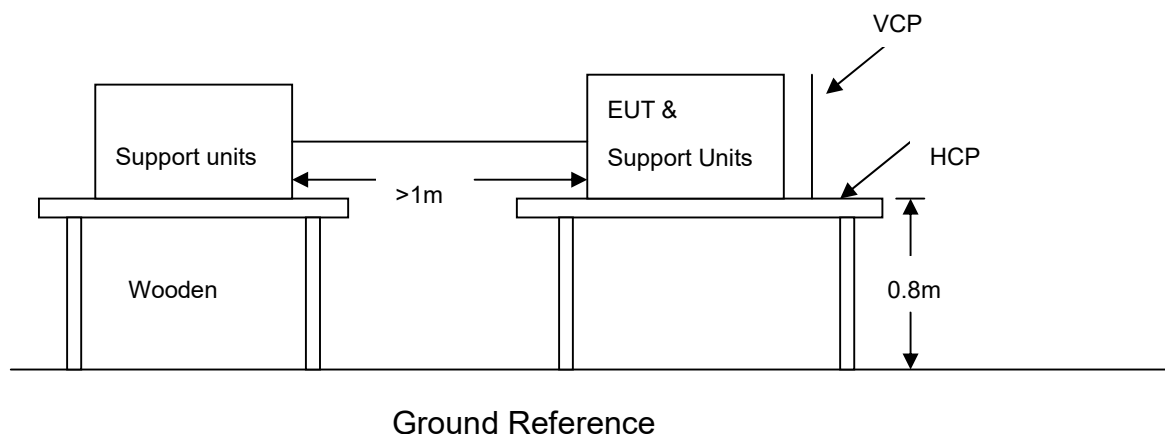 VCP
EUT &
Support units
Support Units
HCP
>1m
Wooden
0.8m
Ground Reference